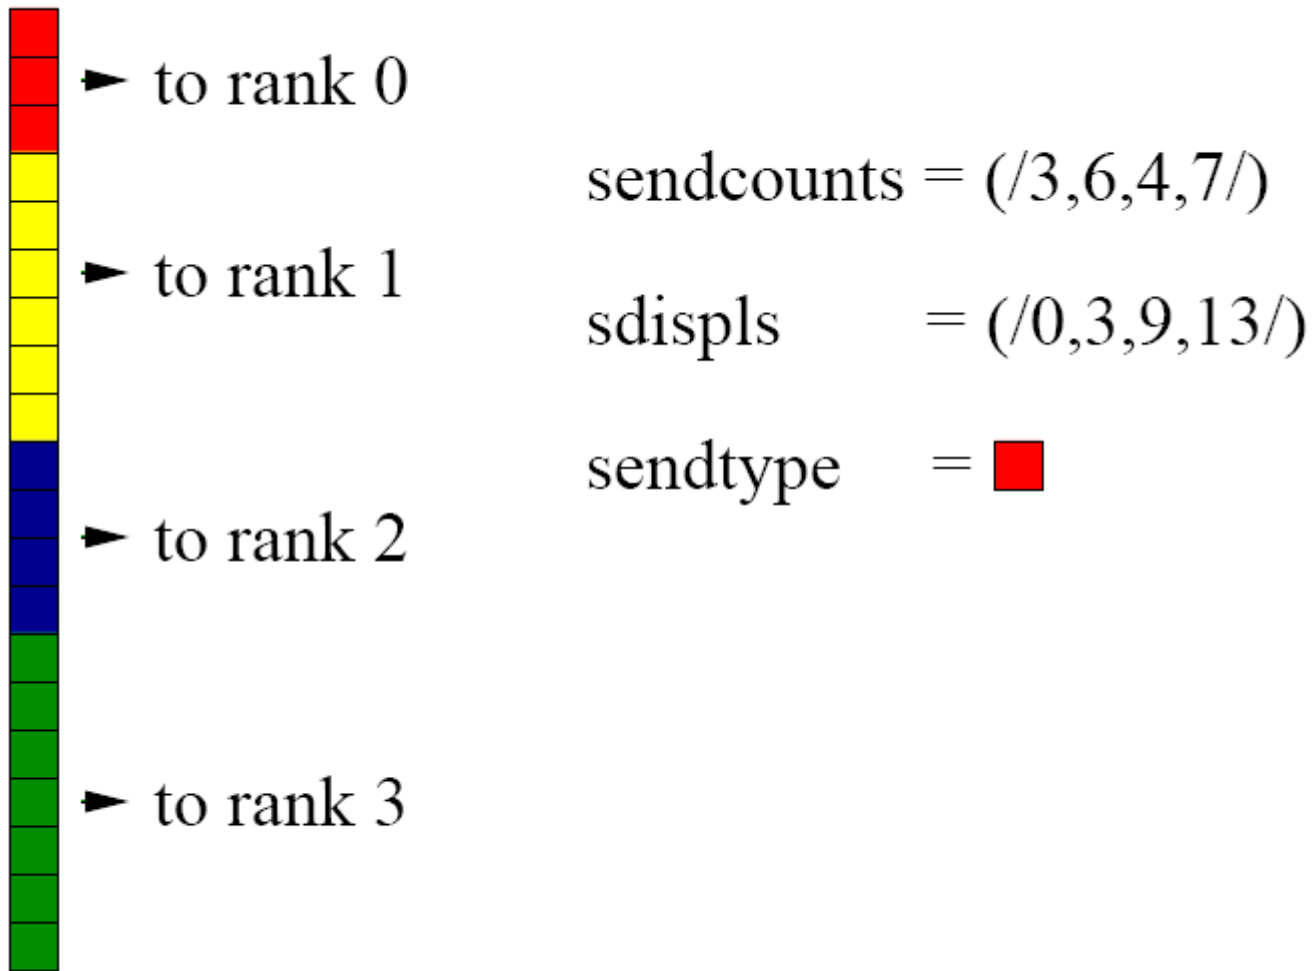 to rank 0
sendcounts = (/3,6,4,7/)
to rank 1
sdispls = (/0,3,9,13/)
sendtype =
to rank 2
to rank 3